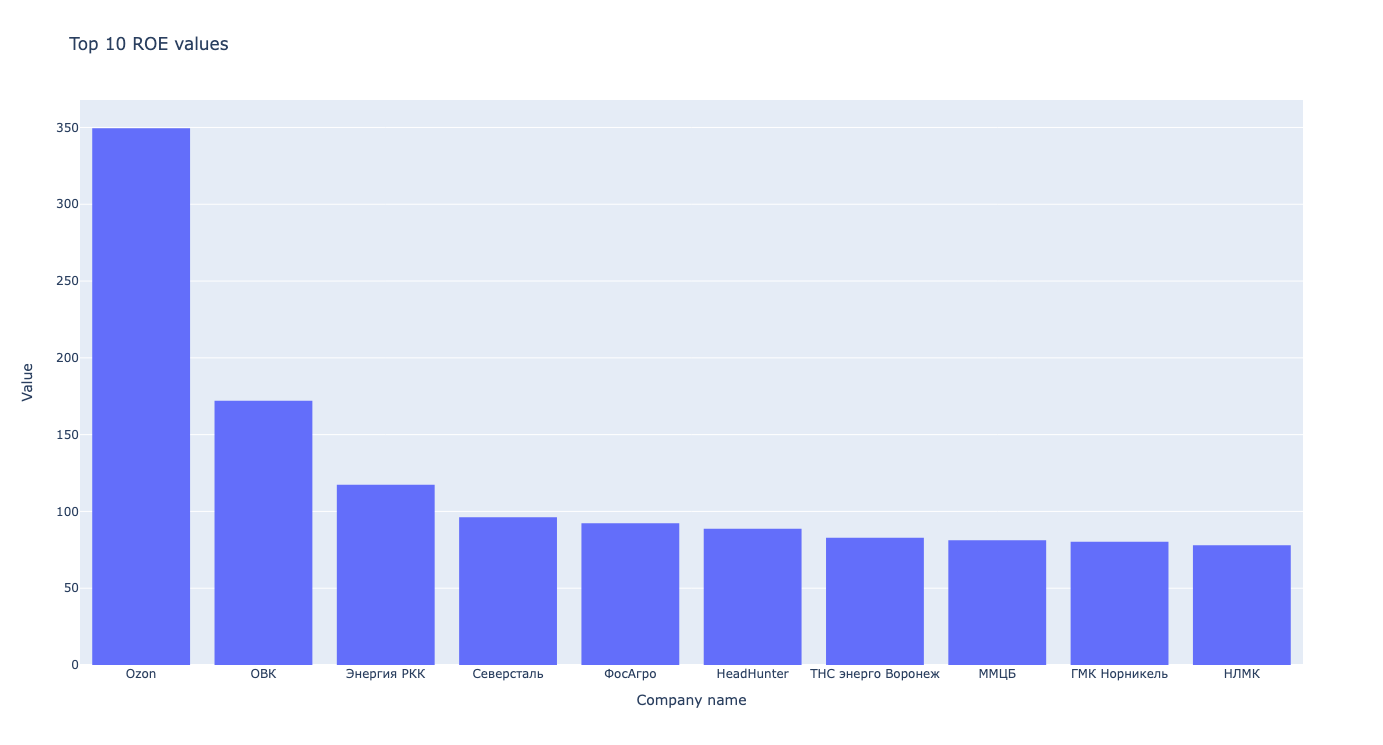 Top 10 ROE values
350
300
250
200
150
100
50
0
Value
Ozon ОВК Энергия РКК Северсталь ФосАгро HeadHunter ТНС энерго Воронеж ММЦБ ГМК Норникель НЛМК
Company name